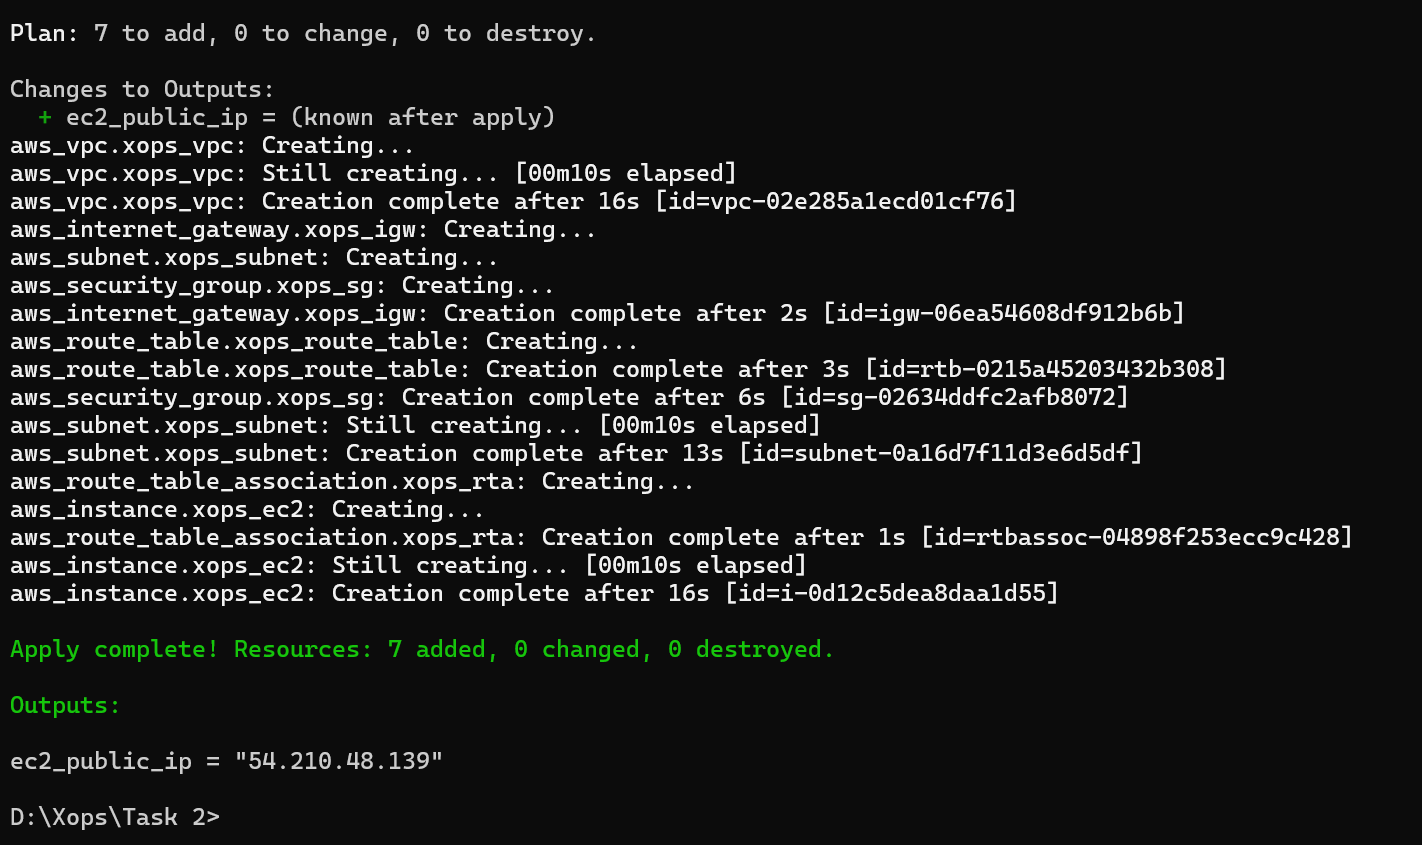 Plan: 7 to add, 0 to change, 0 to destroy.
Changes to Outputs:
+ ec2_public_ip = (known after apply)
aws_vpc.xops_vpc: Creating...
aws_vpc.xops_vpc: Still creating... [00m10s elapsed]
aws_vpc.xops_vpc: Creation complete after 16s [id=vpc-02e285a1ecd01cf76]
aws_internet_gateway.xops_igw: Creating...
aws_subnet.xops_subnet: Creating...
aws_security_group.xops_sg: Creating...
aws_internet_gateway.xops_igw: Creation complete after 2s [id=igw-06ea54608df912b6b]
aws_route_table.xops_route_table: Creating...
aws_route_table.xops_route_table: Creation complete after 3s [id=rtb-0215a45203432b308]
aws_security_group.xops_sg: Creation complete after 6s [id=sg-02634ddfc2afb8072]
aws_subnet.xops_subnet: Still creating... [00m10s elapsed]
aws_subnet.xops_subnet: Creation complete after 13s [id=subnet-0a16d7f11d3e6d5df]
aws_route_table_association.xops_rta: Creating...
aws_instance.xops_ec2: Creating...
aws_route_table_association.xops_rta: Creation complete after 1s [id=rtbassoc-04898f253ecc9c428]
aws_instance.xops_ec2: Still creating... [00m10s elapsed]
aws_instance.xops_ec2: Creation complete after 16s [id=i-0d12c5dea8daa1d55]
Apply complete! Resources: 7 added, 0 changed, 0 destroyed.
Outputs:
ec2_public_ip = "54.210.48.139"
D:\Xops\Task 2>